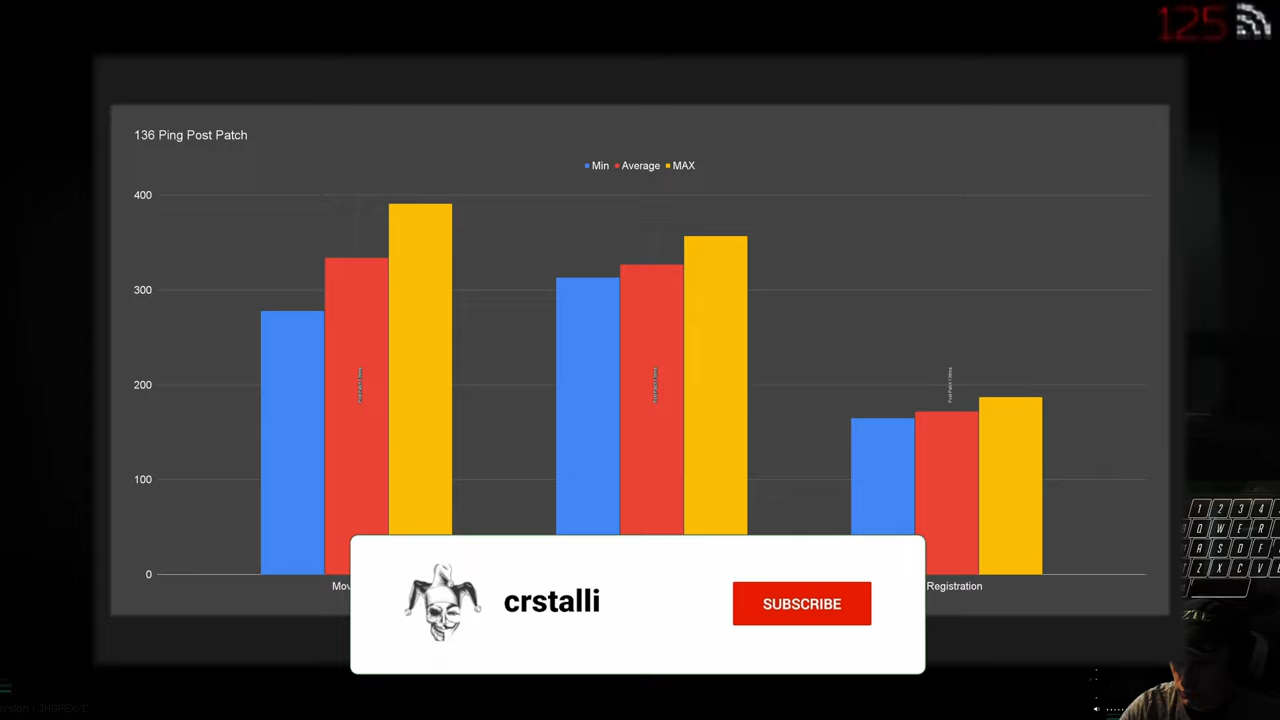 125
136 Ping Post Patch
Min Average MAX
400
300
200
100
0
Mov
Registration
crstalli
SUBSCRIBE
1 2 3 4
Q W E R
A S D F
Z X C V